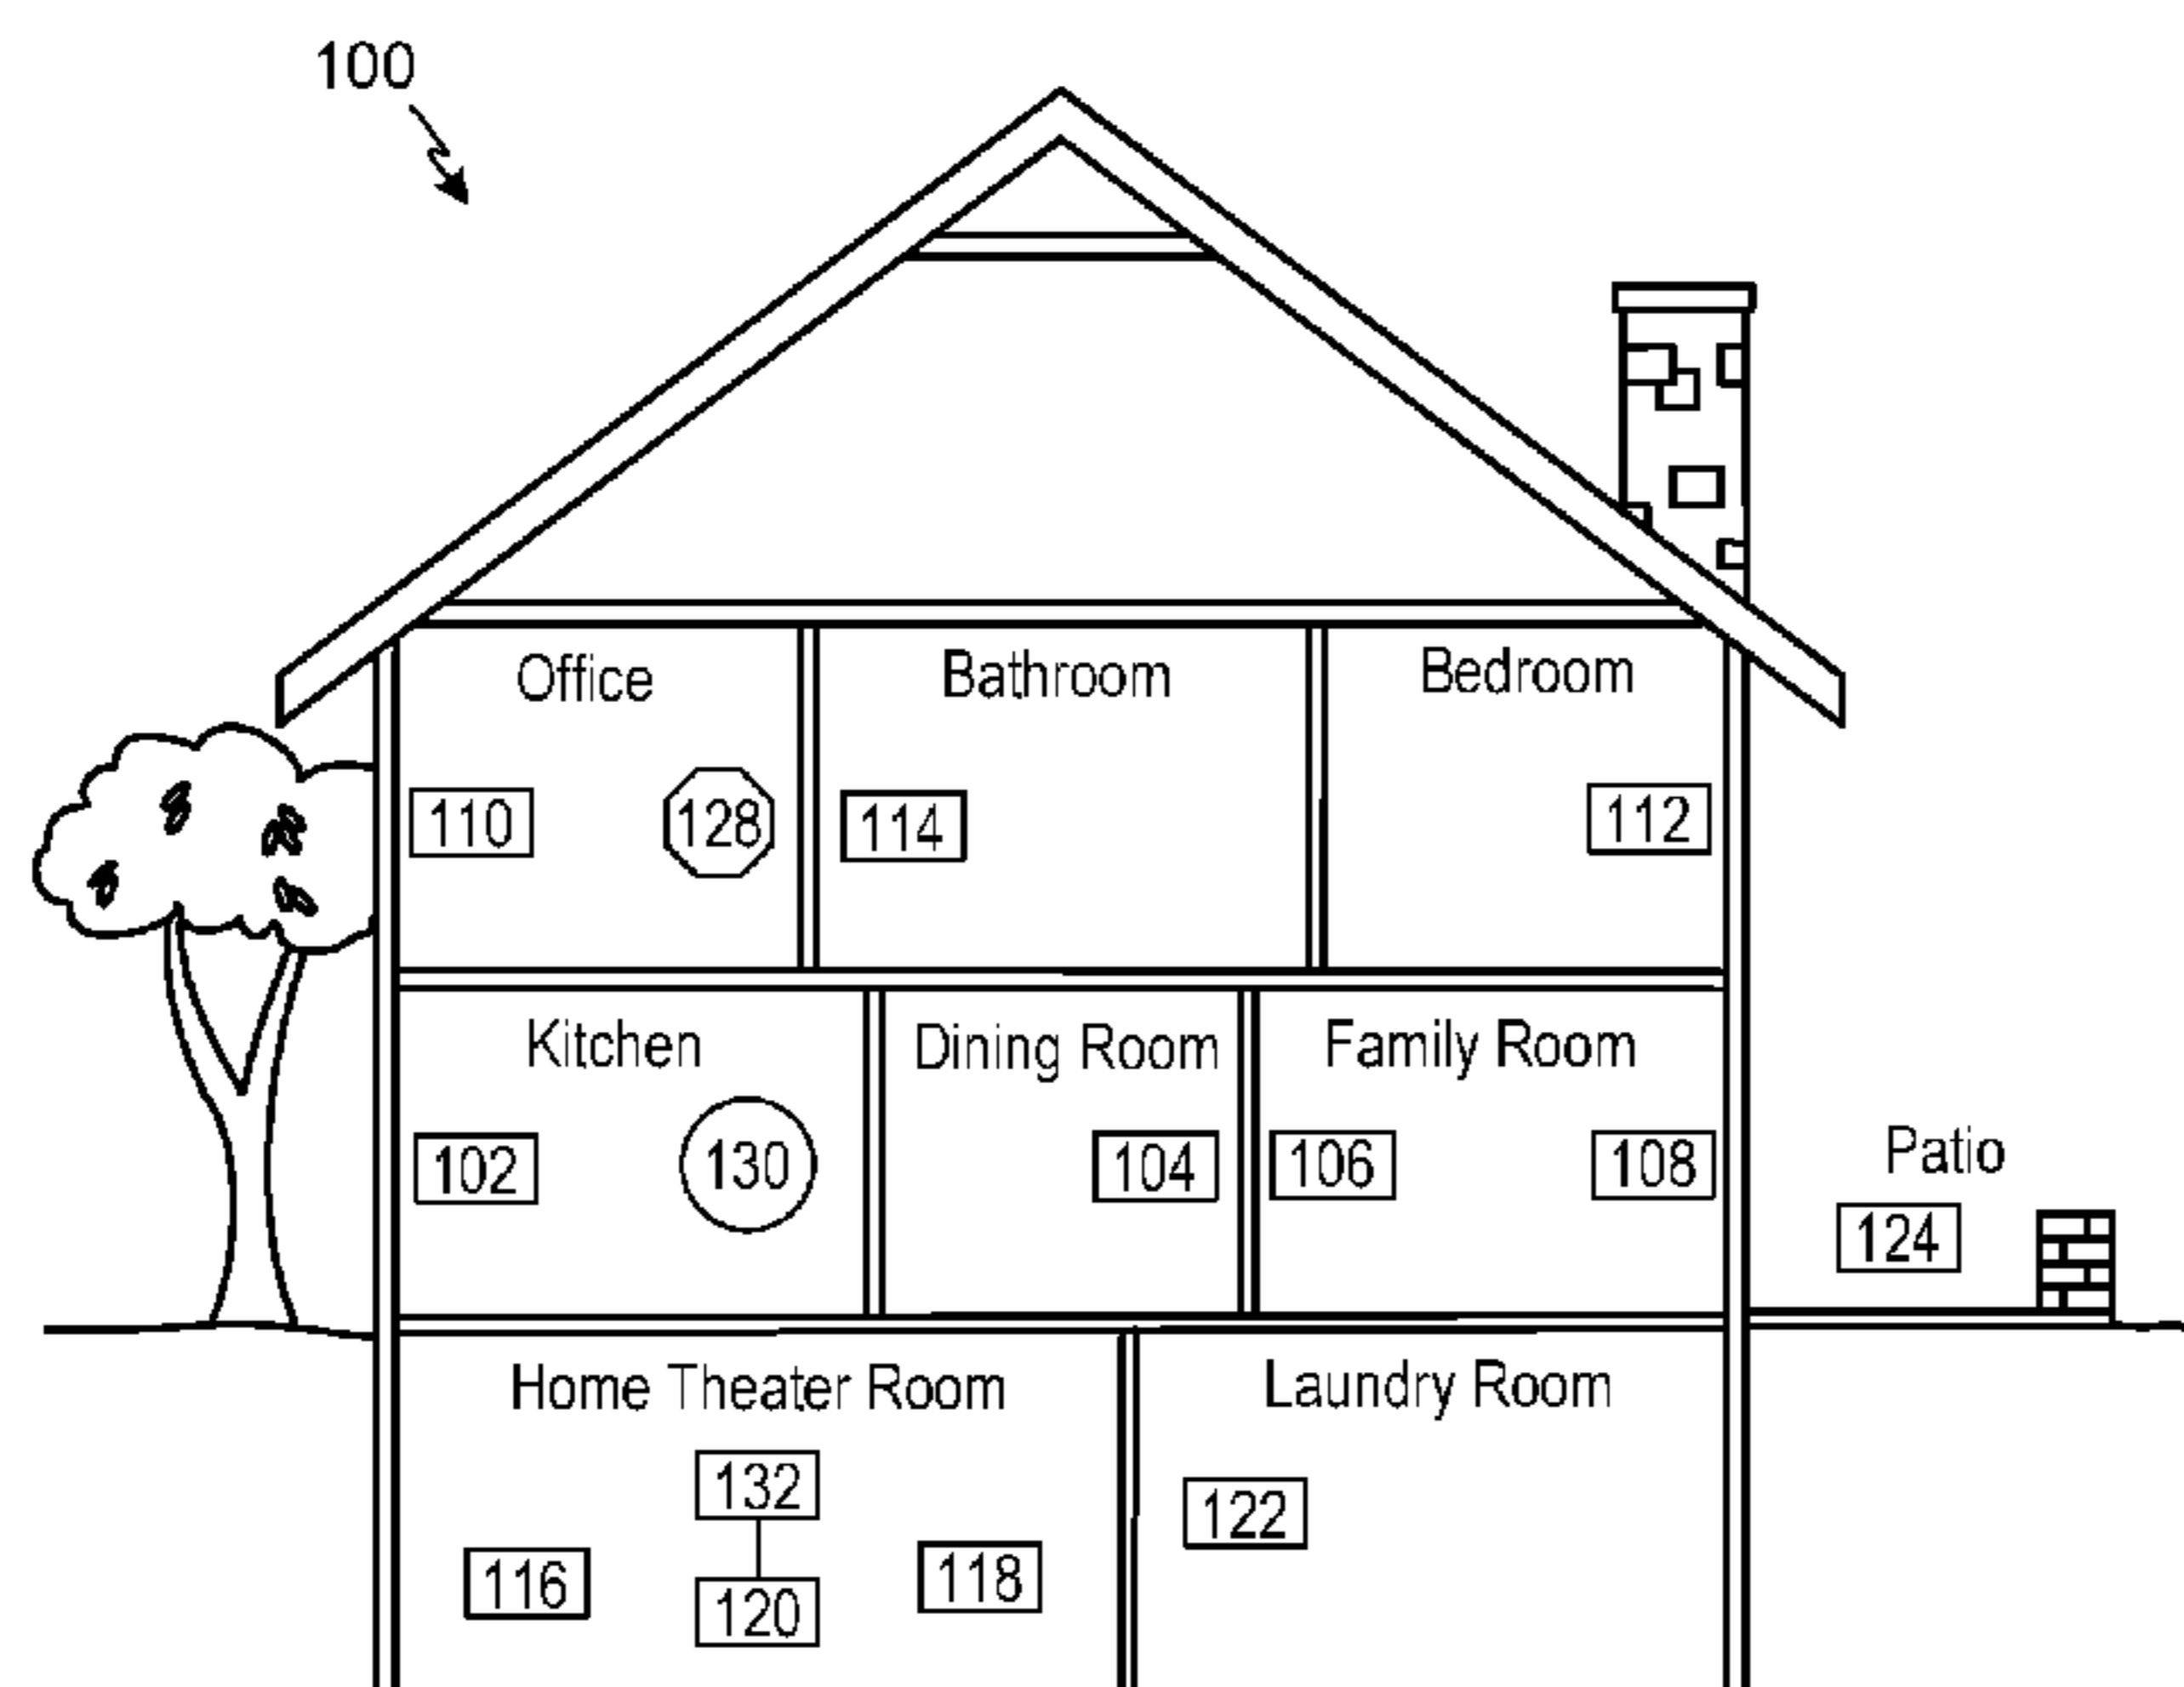 100
Office
Bathroom
Bedroom
110
128
114
112
Kitchen
Dining Room
Family Room
102
130
104
106
108
Patio
124
Home Theater Room
Laundry Room
132
122
116
118
120